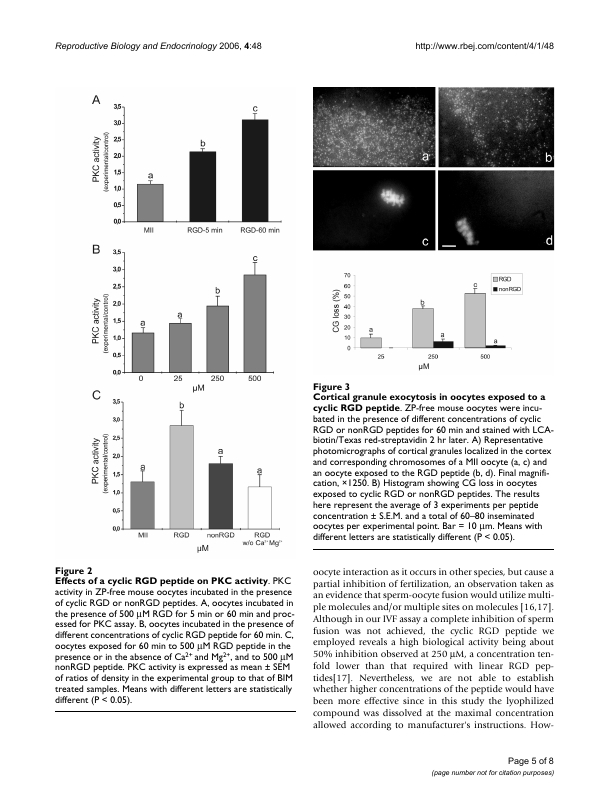 Reproductive Biology and Endocrinology 2006, 4:48
http://www.rbej.com/content/4/1/48
A
PKC activity
(experimental/control)
3,5
3,0
2,5
2,0
1,5
1,0
0,5
0,0
a
b
c
MII
RGD-5 min
RGD-60 min
B
PKC activity
(experimental/control)
3,5
3,0
2,5
2,0
1,5
1,0
0,5
0,0
a
a
b
c
0
25
250
500
μM
C
PKC activity
(experimental/control)
3,5
3,0
2,5
2,0
1,5
1,0
0,5
0,0
a
b
a
a
MII
RGD
nonRGD
RGD
w/o Ca²⁺ Mg²⁺
μM
Figure 2
Effects of a cyclic RGD peptide on PKC activity. PKC
activity in ZP-free mouse oocytes incubated in the presence
of cyclic RGD or nonRGD peptides. A, oocytes incubated in
the presence of 500 μM RGD for 5 min or 60 min and proc-
essed for PKC assay. B, oocytes incubated in the presence of
different concentrations of cyclic RGD peptide for 60 min. C,
oocytes exposed for 60 min to 500 μM RGD peptide in the
presence or in the absence of Ca²⁺ and Mg²⁺, and to 500 μM
nonRGD peptide. PKC activity is expressed as mean ± SEM
of ratios of density in the experimental group to that of BIM
treated samples. Means with different letters are statistically
different (P < 0.05).
a
b
c
d
CG loss (%)
70
60
50
40
30
20
10
0
RGD
nonRGD
a
b
a
c
a
25
250
500
μM
Figure 3
Cortical granule exocytosis in oocytes exposed to a
cyclic RGD peptide. ZP-free mouse oocytes were incu-
bated in the presence of different concentrations of cyclic
RGD or nonRGD peptides for 60 min and stained with LCA-
biotin/Texas red-streptavidin 2 hr later. A) Representative
photomicrographs of cortical granules localized in the cortex
and corresponding chromosomes of a MII oocyte (a, c) and
an oocyte exposed to the RGD peptide (b, d). Final magnifi-
cation, ×1250. B) Histogram showing CG loss in oocytes
exposed to cyclic RGD or nonRGD peptides. The results
here represent the average of 3 experiments per peptide
concentration ± S.E.M. and a total of 60–80 inseminated
oocytes per experimental point. Bar = 10 μm. Means with
different letters are statistically different (P < 0.05).
oocyte interaction as it occurs in other species, but cause a
partial inhibition of fertilization, an observation taken as
an evidence that sperm-oocyte fusion would utilize multi-
ple molecules and/or multiple sites on molecules [16,17].
Although in our IVF assay a complete inhibition of sperm
fusion was not achieved, the cyclic RGD peptide we
employed reveals a high biological activity being about
50% inhibition observed at 250 μM, a concentration ten-
fold lower than that required with linear RGD pep-
tides[17]. Nevertheless, we are not able to establish
whether higher concentrations of the peptide would have
been more effective since in this study the lyophilized
compound was dissolved at the maximal concentration
allowed according to manufacturer's instructions. How-
Page 5 of 8
(page number not for citation purposes)